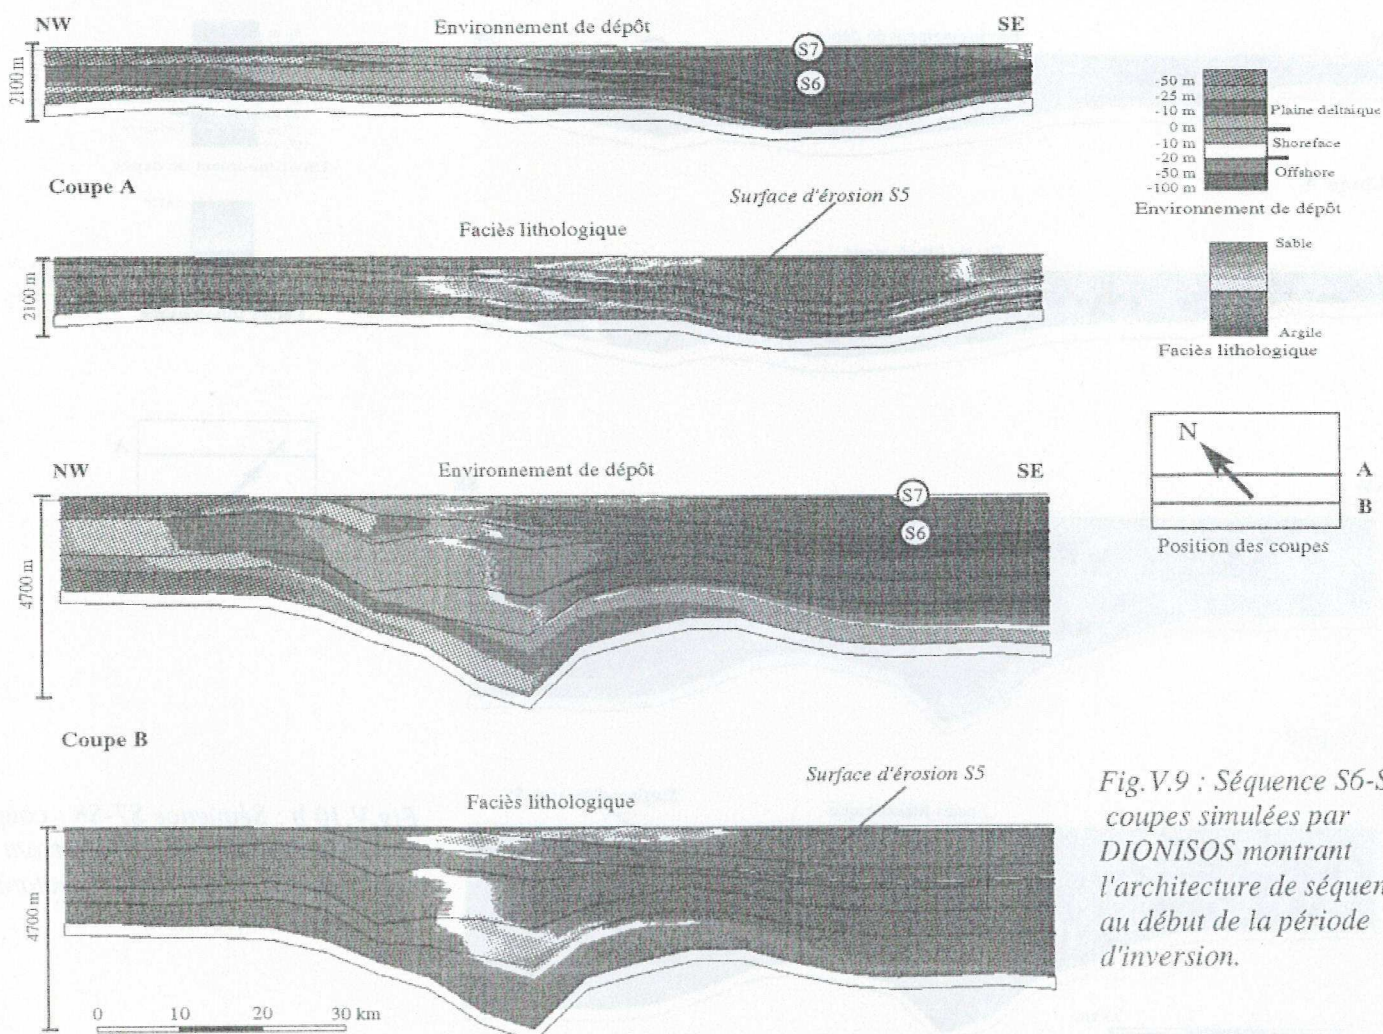 NW
Environnement de dépôt
SE
2100 m
S7
S6
-50 m
-25 m
-10 m
0 m
-10 m
-20 m
-50 m
-100 m
Plaine deltaique
Shoreface
Offshore
Environnement de dépôt
Coupe A
Surface d'érosion S5
Faciès lithologique
2100 m
Sable
Argile
Faciès lithologique
N
A
B
Position des coupes
NW
Environnement de dépôt
SE
4700 m
S7
S6
Coupe B
Surface d'érosion S5
Faciès lithologique
4700 m
0 10 20 30 km
Fig.V.9 : Séquence S6-S
coupes simulées par
DIONISOS montrant
l'architecture de séquen
au début de la période
d'inversion.